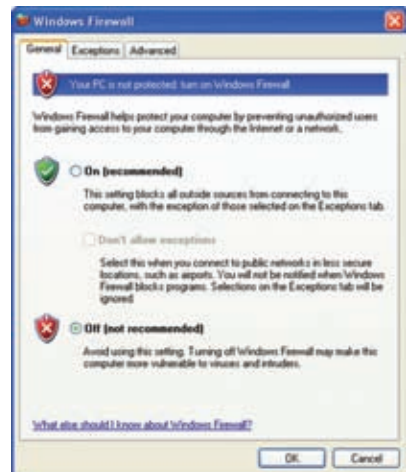 Windows Firewall
General Exceptions Advanced
Your PC is not protected: turn on Windows Firewall
Windows Firewall helps protect your computer by preventing unauthorized users
from gaining access to your computer through the Internet or a network.
On (recommended)
This setting blocks all outside sources from connecting to this
computer, with the exception of those selected on the Exceptions tab.
Don't allow exceptions
Select this when you connect to public networks in less secure
locations, such as airports. You will not be notified when Windows
Firewall blocks programs. Selections on the Exceptions tab will be
ignored.
Off (not recommended)
Avoid using this setting. Turning off Windows Firewall may make this
computer more vulnerable to viruses and intruders.
What else should I know about Windows Firewall?
OK Cancel